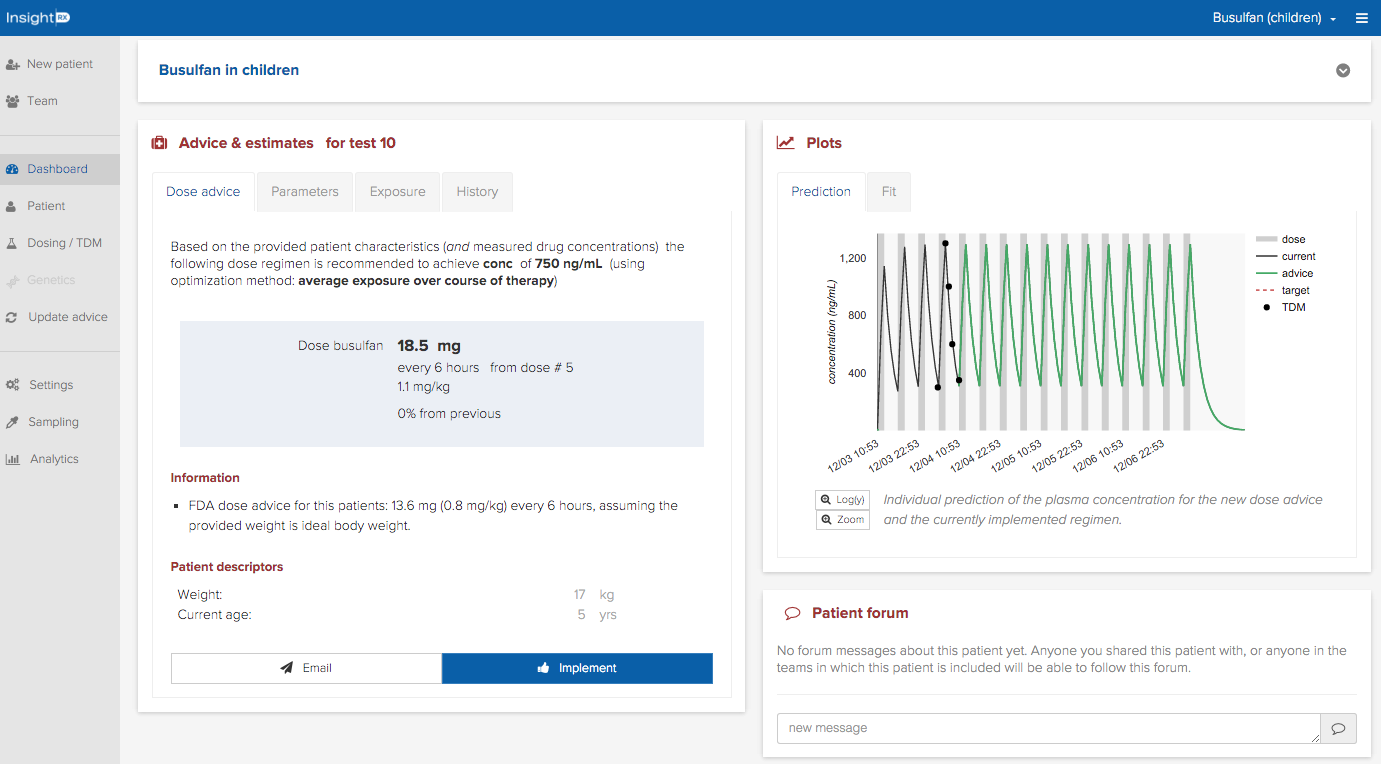 InsightRX
Busulfan (children)
New patient
Team
Dashboard
Patient
Dosing / TDM
Genetics
Update advice
Settings
Sampling
Analytics
Busulfan in children
Advice & estimates for test 10
Dose advice
Parameters
Exposure
History
Based on the provided patient characteristics (and measured drug concentrations) the
following dose regimen is recommended to achieve conc of 750 ng/mL (using
optimization method: average exposure over course of therapy)
Dose busulfan 18.5 mg
every 6 hours from dose # 5
1.1 mg/kg
0% from previous
Information
FDA dose advice for this patients: 13.6 mg (0.8 mg/kg) every 6 hours, assuming the
provided weight is ideal body weight.
Patient descriptors
Weight: 17 kg
Current age: 5 yrs
Email
Implement
Plots
Prediction
Fit
concentration (ng/mL)
1,200
800
400
12/03 10:53
12/03 22:53
12/04 10:53
12/04 22:53
12/05 10:53
12/05 22:53
12/06 10:53
12/06 22:53
dose
current
advice
target
TDM
Log(y)
Zoom
Individual prediction of the plasma concentration for the new dose advice
and the currently implemented regimen.
Patient forum
No forum messages about this patient yet. Anyone you shared this patient with, or anyone in the
teams in which this patient is included will be able to follow this forum.
new message